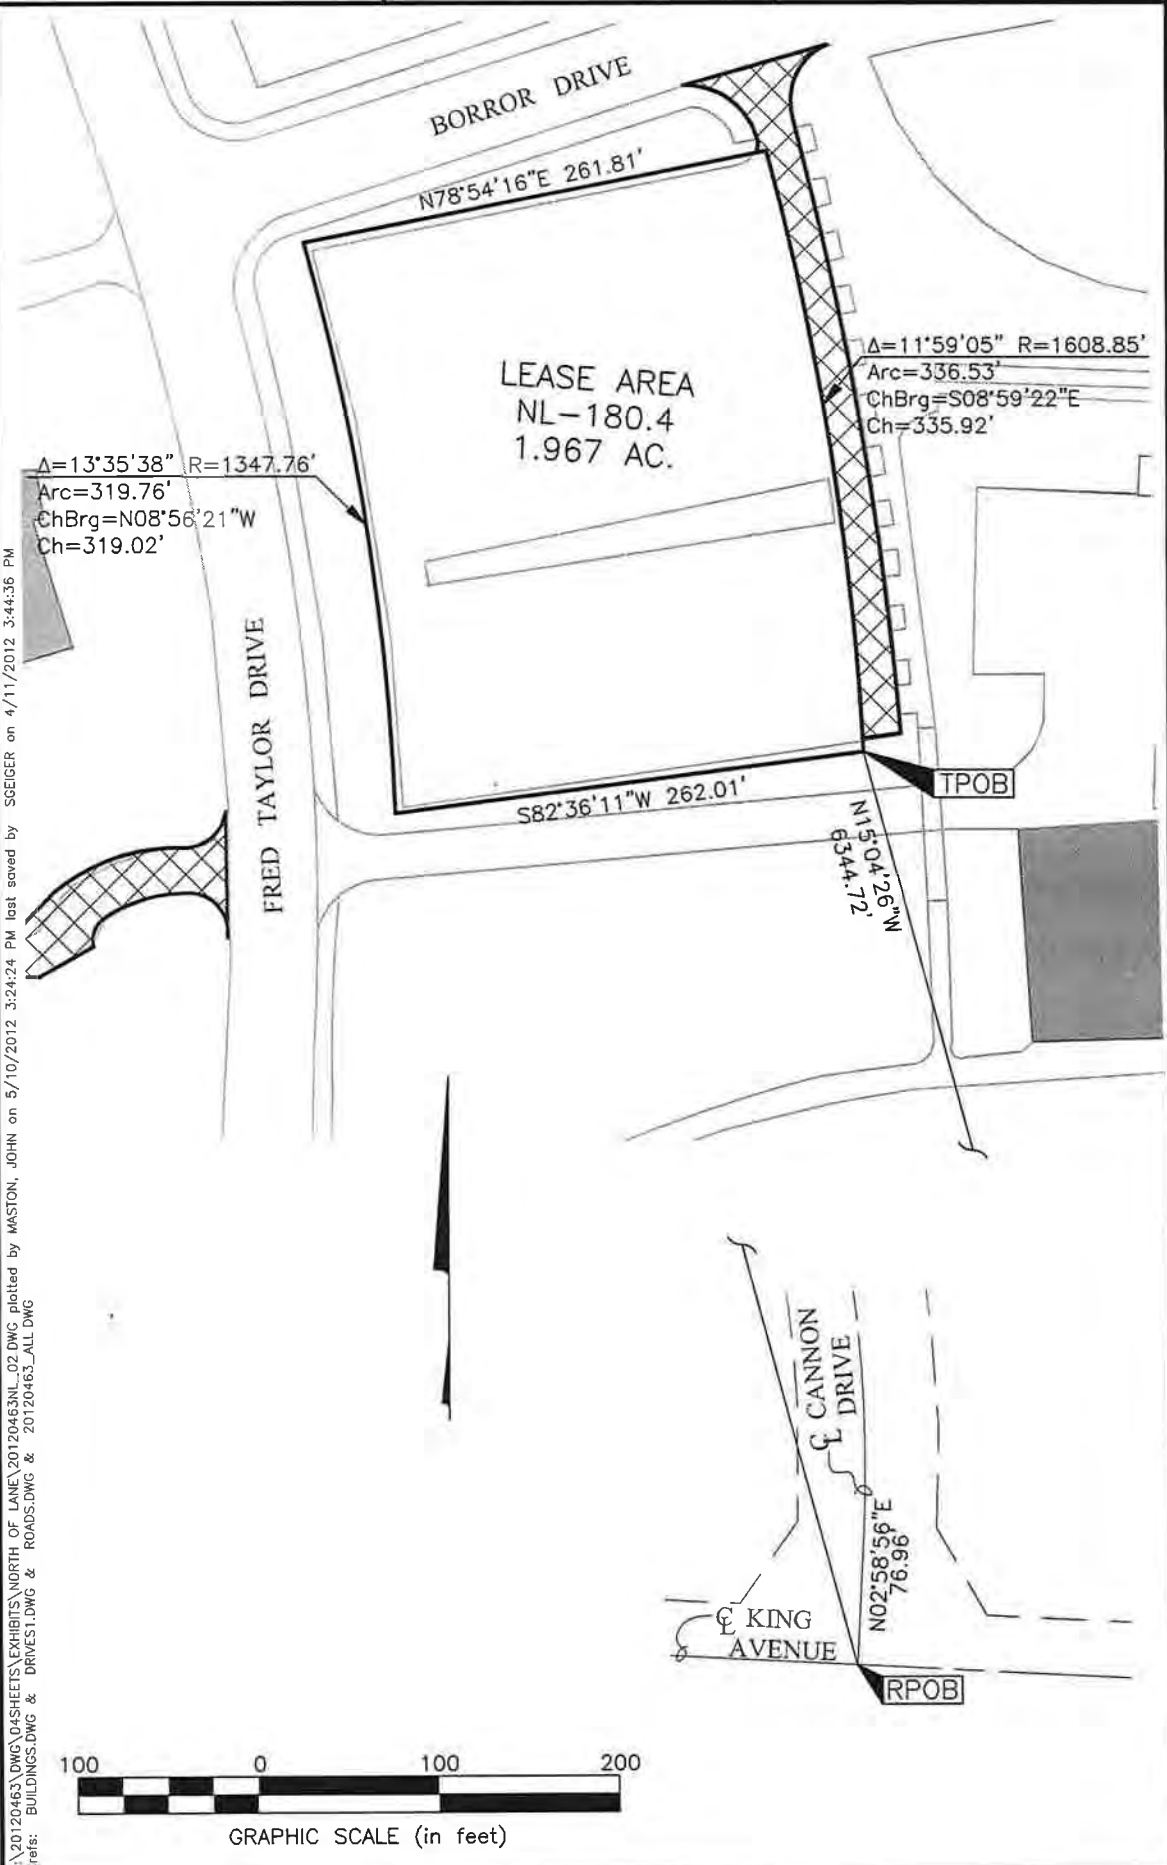 BORROR DRIVE
N78°54'16"E 261.81'
LEASE AREA
NL-180.4
1.967 AC.
Δ=11°59'05" R=1608.85'
Arc=336.53'
ChBrg=S08°59'22"E
Ch=335.92'
Δ=13°35'38" R=1347.76'
Arc=319.76'
ChBrg=N08°56'21"W
Ch=319.02'
FRED TAYLOR DRIVE
S82°36'11"W 262.01'
TPOB
N15°04'26"W
6344.72'
℄ CANNON
DRIVE
N02°58'56"E
76.96'
℄ KING
AVENUE
RPOB
100 0 100 200
GRAPHIC SCALE (in feet)
:\20120463\DWG\04SHEETS\EXHIBITS\NORTH OF LANE\20120463NL_02.DWG plotted by MASTON, JOHN on 5/10/2012 3:24:24 PM last saved by SGEIGER on 4/11/2012 3:44:36 PM
refs: BUILDINGS.DWG & DRIVES1.DWG & ROADS.DWG & 20120463_ALL.DWG